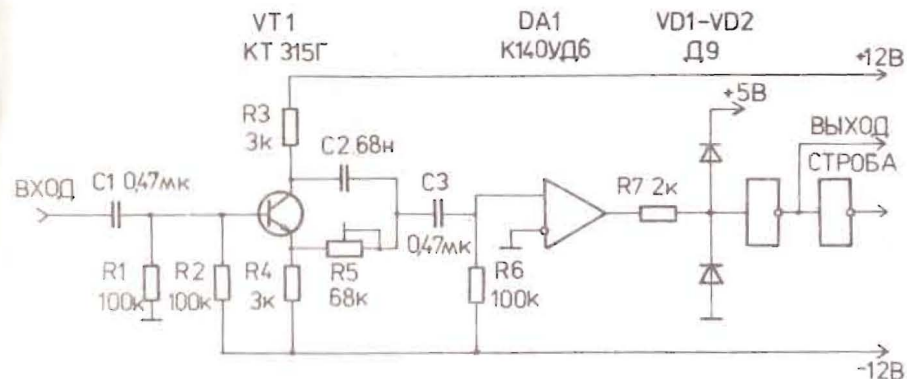 VT1
КТ 315Г
DA1
К140УД6
VD1-VD2
Д9
+12В
+5В
R3
3к
C2 68н
ВЫХОД
СТРОБА
ВХОД
C1 0,47мк
C3
0,47мк
R7 2к
R1
100к
R2
100к
R4
3к
R5
68к
R6
100к
-12В